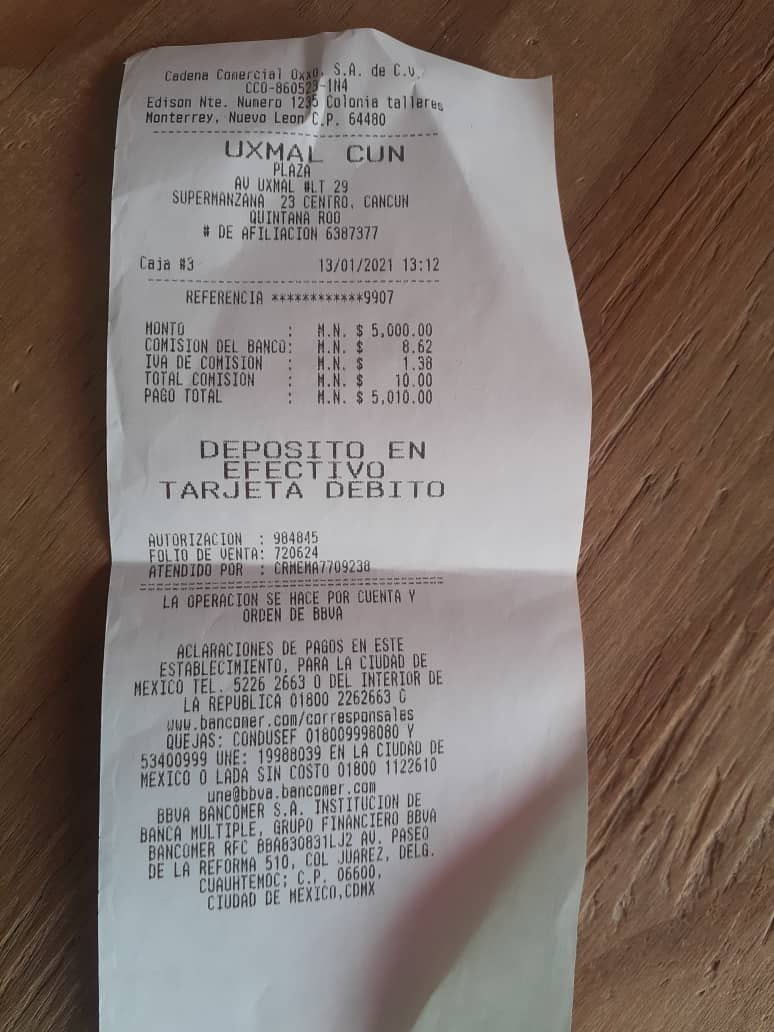 Cadena Comercial Oxxo, S.A. de C.V.
CCO-860523-1N4
Edison Nte. Numero 1235 Colonia talleres
Monterrey, Nuevo Leon C.P. 64480
UXMAL CUN
PLAZA
AV UXMAL #LT 29
SUPERMANZANA 23 CENTRO, CANCUN
QUINTANA ROO
# DE AFILIACION 6387377
Caja #3 13/01/2021 13:12
REFERENCIA ************9907
MONTO : M.N. $ 5,000.00
COMISION DEL BANCO: M.N. $ 8.62
IVA DE COMISION : M.N. $ 1.38
TOTAL COMISION : M.N. $ 10.00
PAGO TOTAL : M.N. $ 5,010.00
DEPOSITO EN
EFECTIVO
TARJETA DEBITO
AUTORIZACION : 984845
FOLIO DE VENTA: 720624
ATENDIDO POR : CRMEMA7709238
LA OPERACION SE HACE POR CUENTA Y
ORDEN DE BBVA
ACLARACIONES DE PAGOS EN ESTE
ESTABLECIMIENTO, PARA LA CIUDAD DE
MEXICO TEL. 5226 2663 O DEL INTERIOR DE
LA REPUBLICA 01800 2262663 O
www.bancomer.com/corresponsales
QUEJAS: CONDUSEF 018009998080 Y
53400999 UNE: 19988039 EN LA CIUDAD DE
MEXICO O LADA SIN COSTO 01800 1122610
une@bbva.bancomer.com
BBVA BANCOMER S.A. INSTITUCION DE
BANCA MULTIPLE, GRUPO FINANCIERO BBVA
BANCOMER RFC BBA830831LJ2 AV. PASEO
DE LA REFORMA 510, COL JUAREZ, DELG.
CUAUHTEMOC; C.P. 06600,
CIUDAD DE MEXICO,CDMX